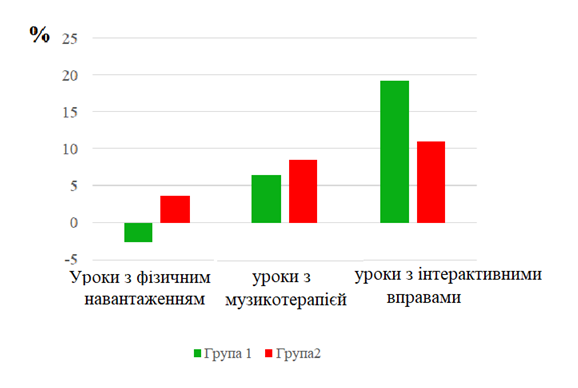 %
25
20
15
10
5
0
-5
Уроки з фізичним
навантаженням
уроки з
музикотерапією
уроки з інтерактивними
вправами
Група 1 Група2